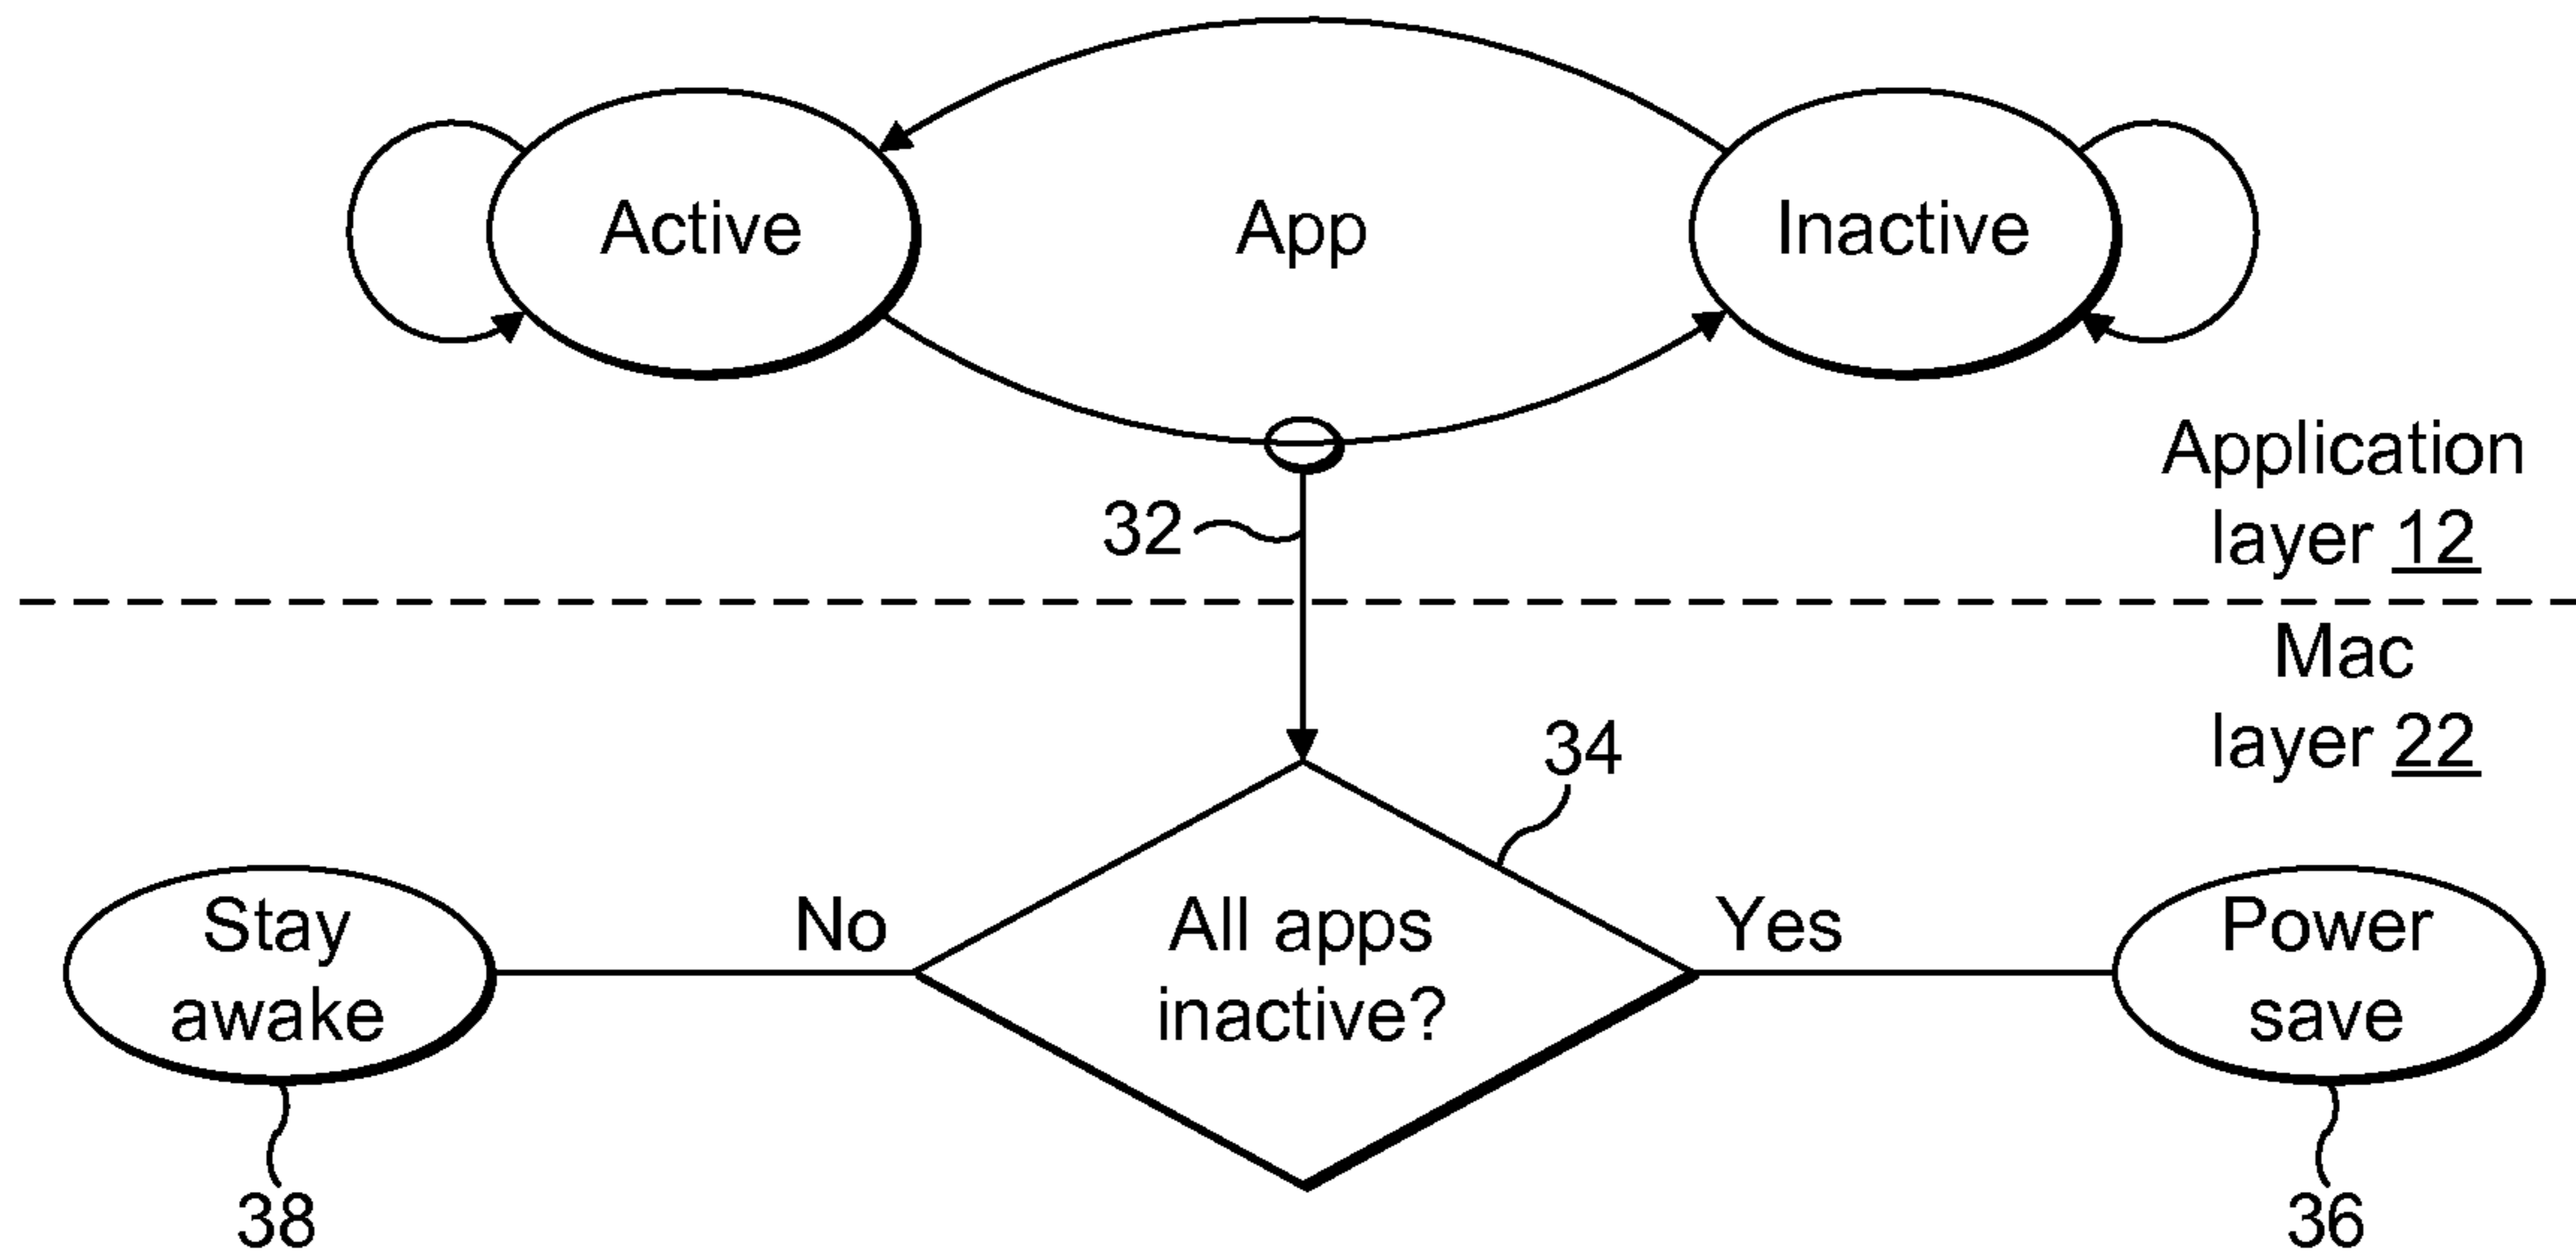 Active
App
Inactive
Application
layer 12
32
Mac
layer 22
34
Stay
awake
No
All apps
inactive?
Yes
Power
save
38
36